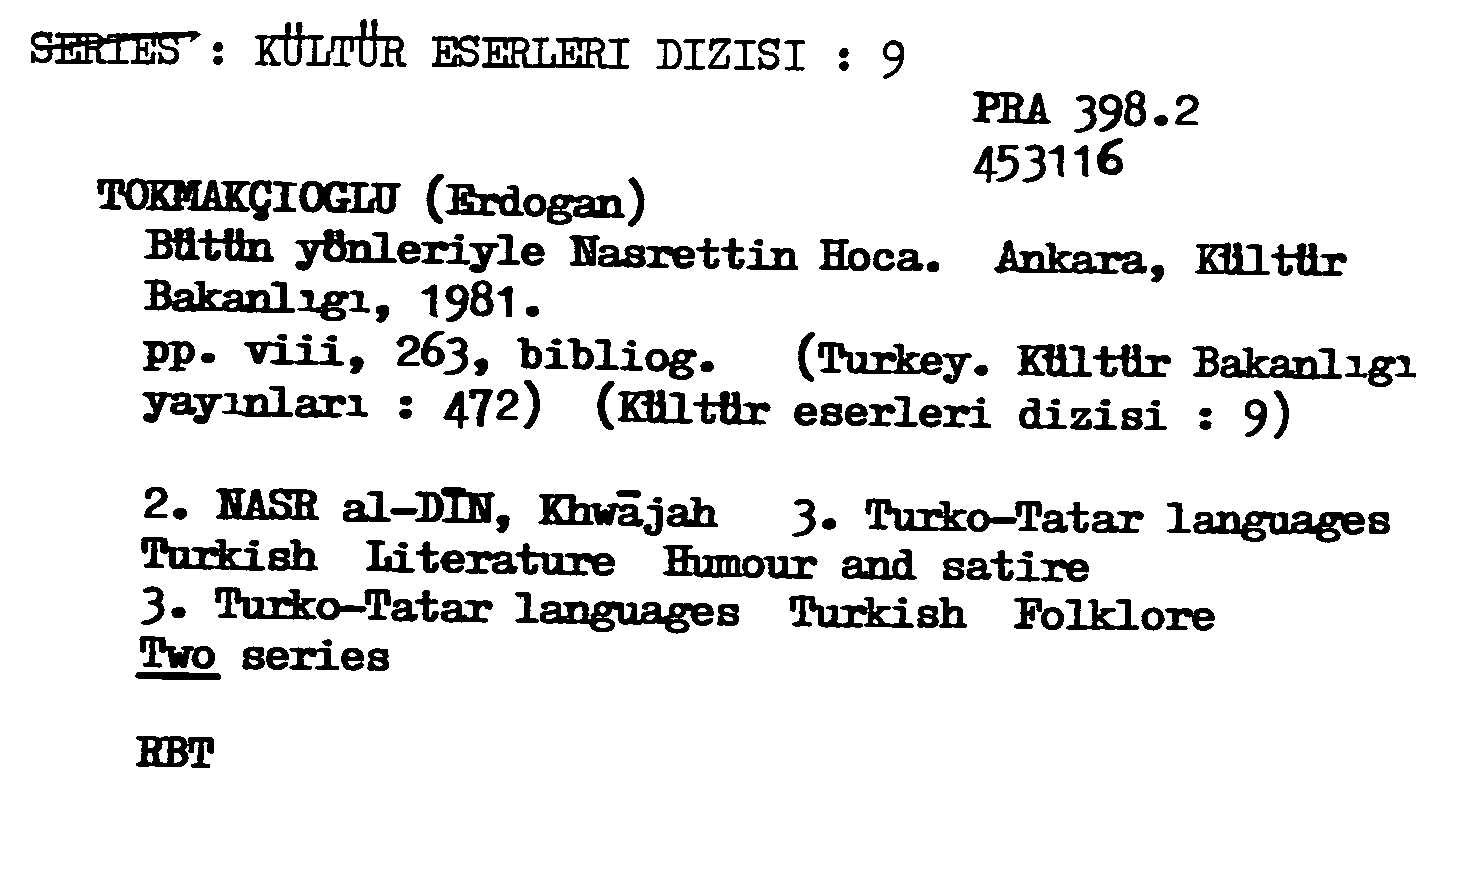 SERIES : KÜLTÜR ESERLERI DIZISI : 9
PRA 398.2
453116
TOKMAKÇIOGLU (Erdogan)
Bütün yönleriyle Nasrettin Hoca. Ankara, Kültür
Bakanlıgı, 1981.
pp. viii, 263, bibliog. (Turkey. Kültür Bakanlıgı
yayınları : 472) (Kültür eserleri dizisi : 9)
2. NASR al-DĪN, Khwājah 3. Turko-Tatar languages
Turkish Literature Humour and satire
3. Turko-Tatar languages Turkish Folklore
Two series
RBT